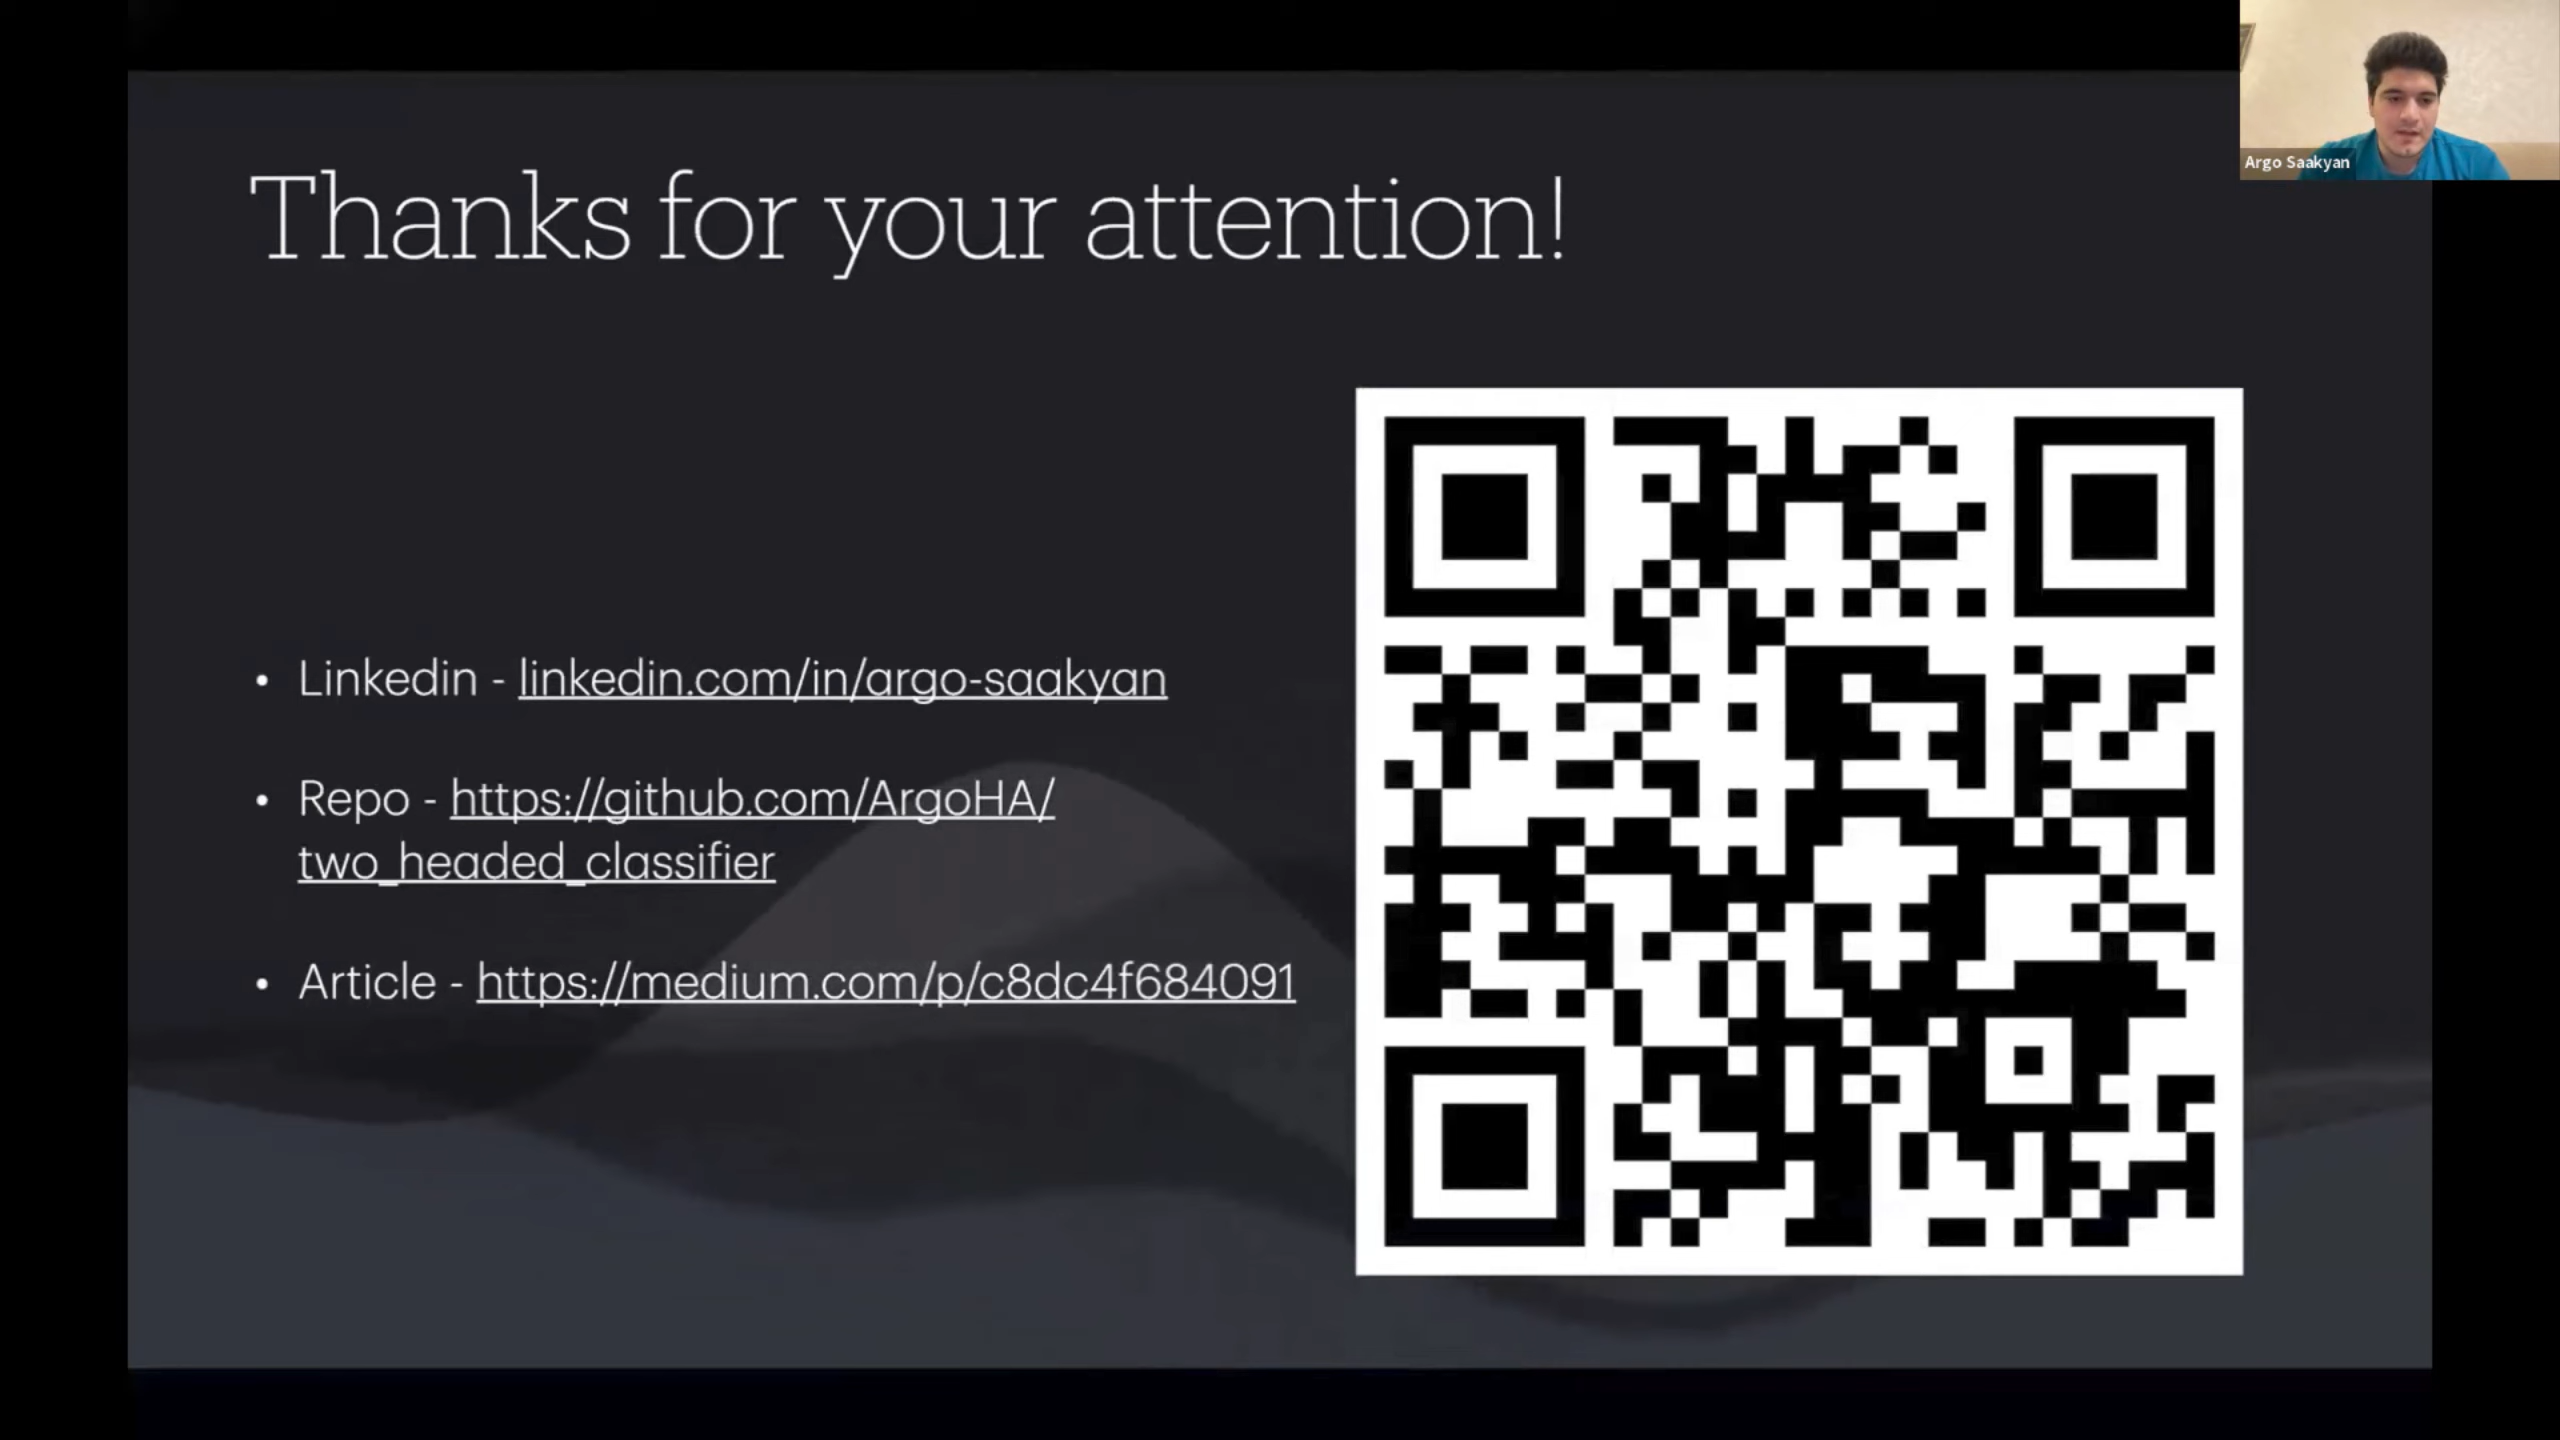 Argo Saakyan
Thanks for your attention!
• Linkedin - linkedin.com/in/argo-saakyan
• Repo - https://github.com/ArgoHA/
two_headed_classifier
• Article - https://medium.com/p/c8dc4f684091